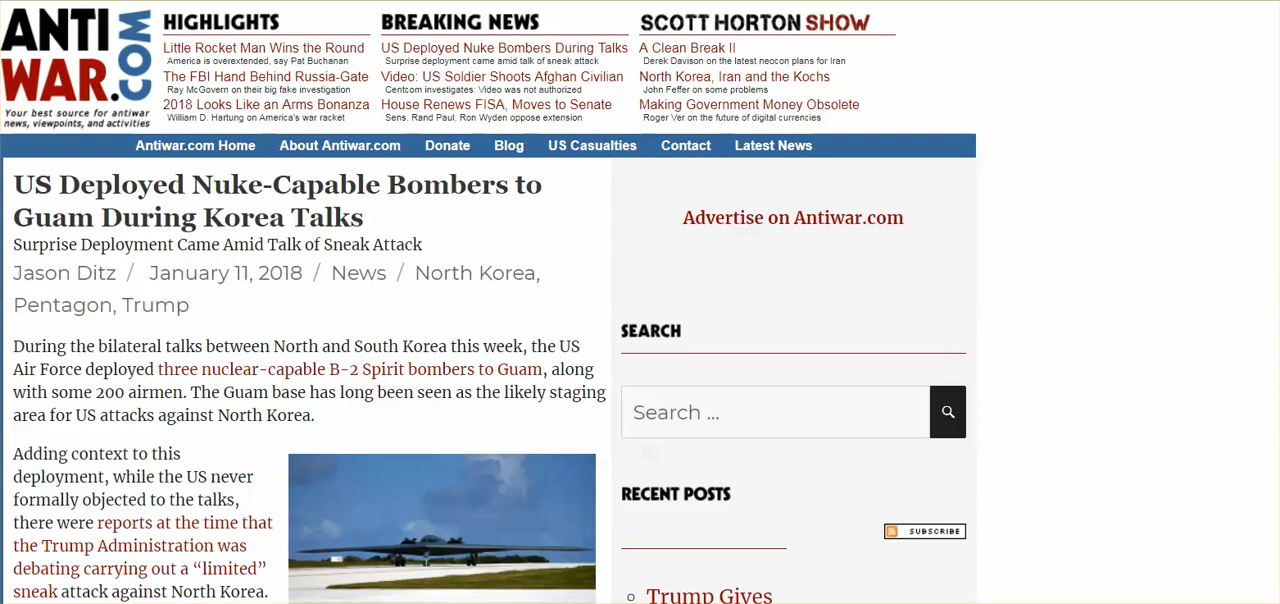 ANTI
WAR.COM
Your best source for antiwar
news, viewpoints, and activities
HIGHLIGHTS
Little Rocket Man Wins the Round
America is overextended, say Pat Buchanan
The FBI Hand Behind Russia-Gate
Ray McGovern on their big fake investigation
2018 Looks Like an Arms Bonanza
William D. Hartung on America's war racket
BREAKING NEWS
US Deployed Nuke Bombers During Talks
Surprise deployment came amid talk of sneak attack
Video: US Soldier Shoots Afghan Civilian
Centcom investigates: Video was not authorized
House Renews FISA, Moves to Senate
Sens. Rand Paul, Ron Wyden oppose extension
SCOTT HORTON SHOW
A Clean Break II
Derek Davison on the latest neocon plans for Iran
North Korea, Iran and the Kochs
John Feffer on some problems
Making Government Money Obsolete
Roger Ver on the future of digital currencies
Antiwar.com Home About Antiwar.com Donate Blog US Casualties Contact Latest News
US Deployed Nuke-Capable Bombers to
Guam During Korea Talks
Surprise Deployment Came Amid Talk of Sneak Attack
Jason Ditz / January 11, 2018 / News / North Korea,
Pentagon, Trump
During the bilateral talks between North and South Korea this week, the US
Air Force deployed three nuclear-capable B-2 Spirit bombers to Guam, along
with some 200 airmen. The Guam base has long been seen as the likely staging
area for US attacks against North Korea.
Adding context to this
deployment, while the US never
formally objected to the talks,
there were reports at the time that
the Trump Administration was
debating carrying out a “limited”
sneak attack against North Korea.
Advertise on Antiwar.com
SEARCH
Search ...
RECENT POSTS
SUBSCRIBE
Trump Gives